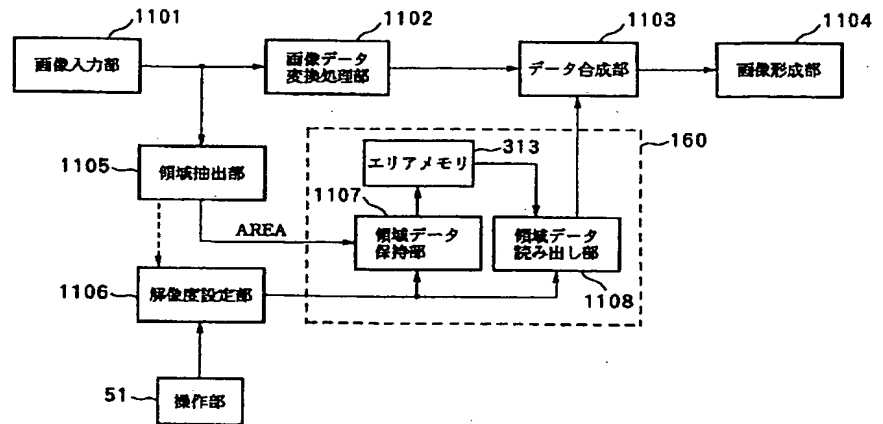 1101
1102
1103
1104
画像入力部
画像データ
変換処理部
データ合成部
画像形成部
1105
領域抽出部
エリアメモリ
313
160
1107
AREA
領域データ
保持部
領域データ
読み出し部
1108
1106
解像度設定部
51
操作部